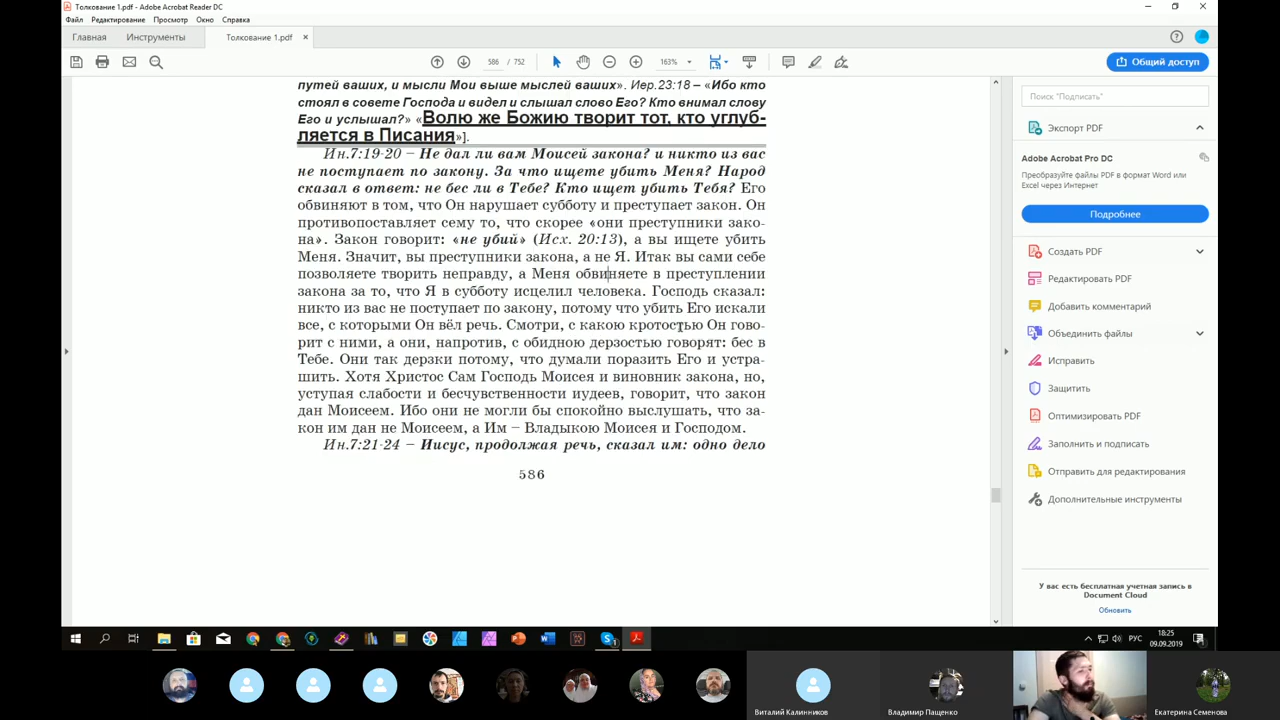 Толкование 1.pdf - Adobe Acrobat Reader DC
Файл Редактирование Просмотр Окно Справка
Главная Инструменты Толкование 1.pdf ×
586 / 752 163% Общий доступ
путей ваших, и мысли Мои выше мыслей ваших». Иер.23:18 – «Ибо кто
стоял в совете Господа и видел и слышал слово Его? Кто внимал слову
Его и услышал?» «Волю же Божию творит тот, кто углуб-
ляется в Писания»].
Ин.7:19-20 – Не дал ли вам Моисей закона? и никто из вас
не поступает по закону. За что ищете убить Меня? Народ
сказал в ответ: не бес ли в Тебе? Кто ищет убить Тебя? Его
обвиняют в том, что Он нарушает субботу и преступает закон. Он
противопоставляет сему то, что скорее «они преступники зако-
на». Закон говорит: «не убий» (Исх. 20:13), а вы ищете убить
Меня. Значит, вы преступники закона, а не Я. Итак вы сами себе
позволяете творить неправду, а Меня обвиняете в преступлении
закона за то, что Я в субботу исцелил человека. Господь сказал:
никто из вас не поступает по закону, потому что убить Его искали
все, с которыми Он вёл речь. Смотри, с какою кротостью Он гово-
рит с ними, а они, напротив, с обидною дерзостью говорят: бес в
Тебе. Они так дерзки потому, что думали поразить Его и устра-
шить. Хотя Христос Сам Господь Моисея и виновник закона, но,
уступая слабости и бесчувственности иудеев, говорит, что закон
дан Моисеем. Ибо они не могли бы спокойно выслушать, что за-
кон им дан не Моисеем, а Им – Владыкою Моисея и Господом.
Ин.7:21-24 – Иисус, продолжая речь, сказал им: одно дело
586
Поиск "Подписать"
Экспорт PDF
Adobe Acrobat Pro DC
Преобразуйте файлы PDF в формат Word или
Excel через Интернет
Подробнее
Создать PDF
Редактировать PDF
Добавить комментарий
Объединить файлы
Исправить
Защитить
Оптимизировать PDF
Заполнить и подписать
Отправить для редактирования
Дополнительные инструменты
У вас есть бесплатная учетная запись в
Document Cloud
Обновить
РУС 18:25
09.09.2019
Виталий Калинников Владимир Пащенко Екатерина Семенова